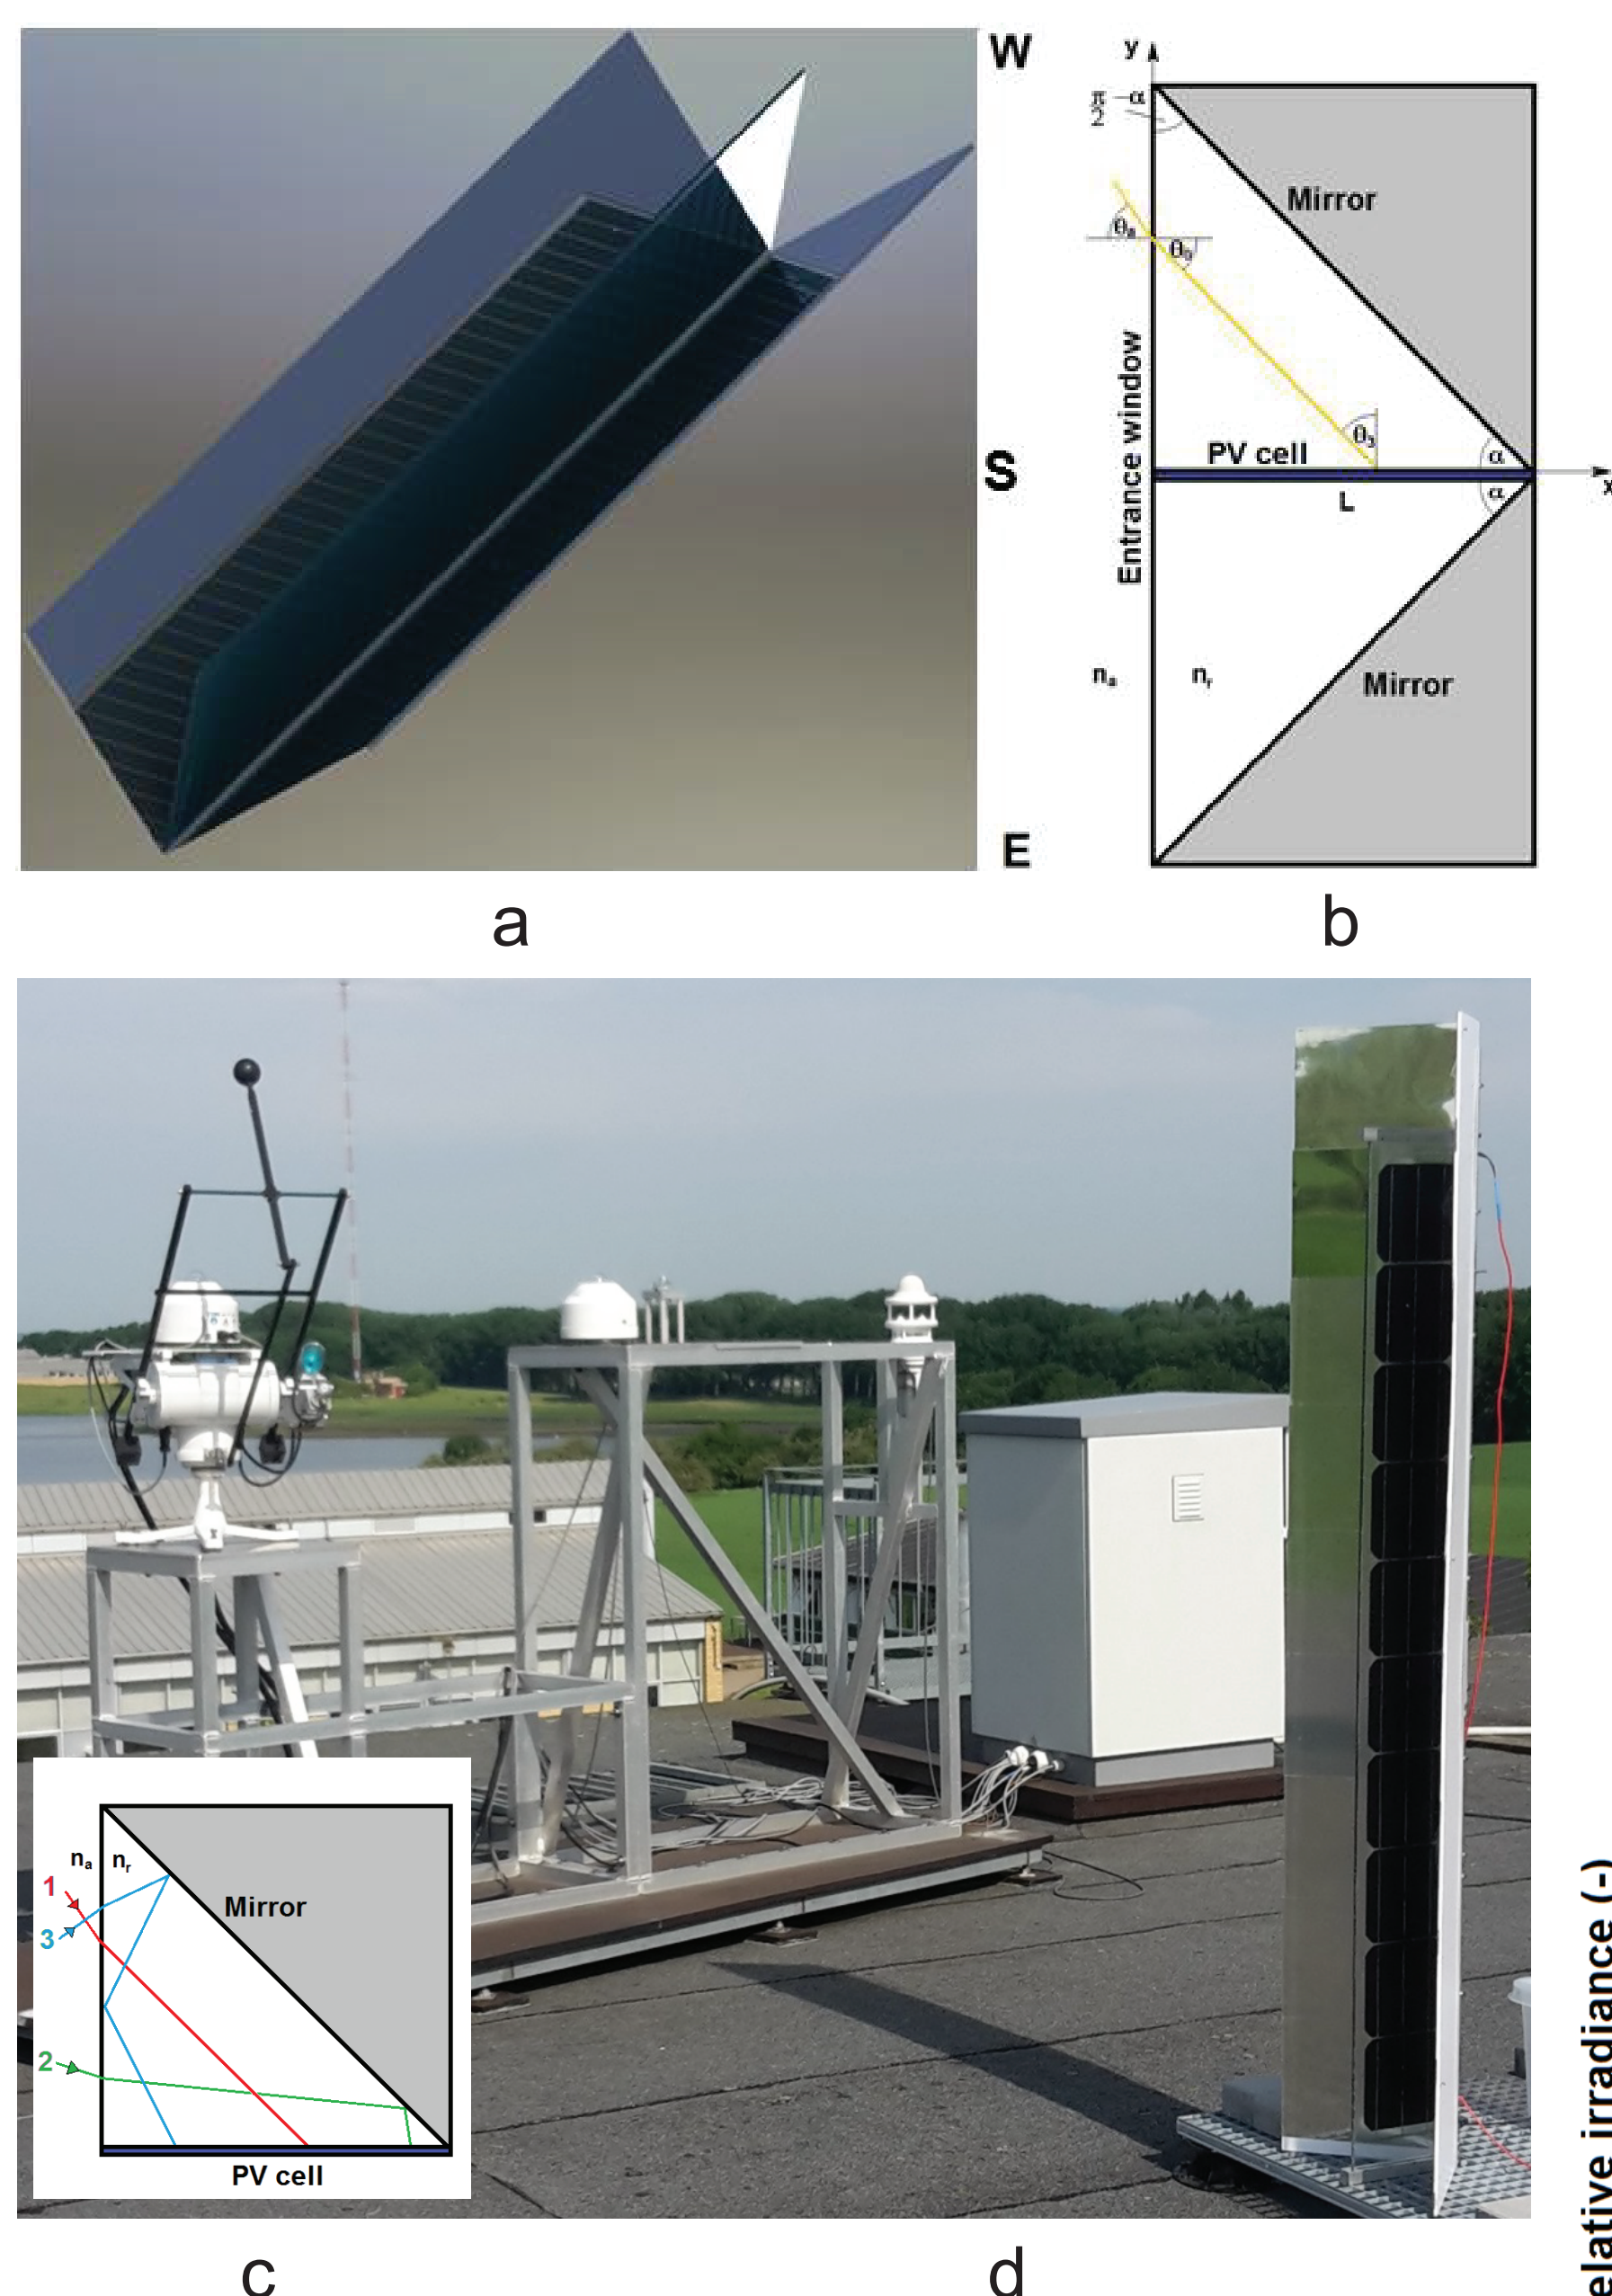 W
S
E
y
π/2 – α
Mirror
θₐ
θ₀
Entrance window
θ₃
PV cell
α
x
α
L
nₐ
nᵣ
Mirror
a
b
nₐ
nᵣ
1
3
Mirror
2
PV cell
c
d
elative irradiance (-)